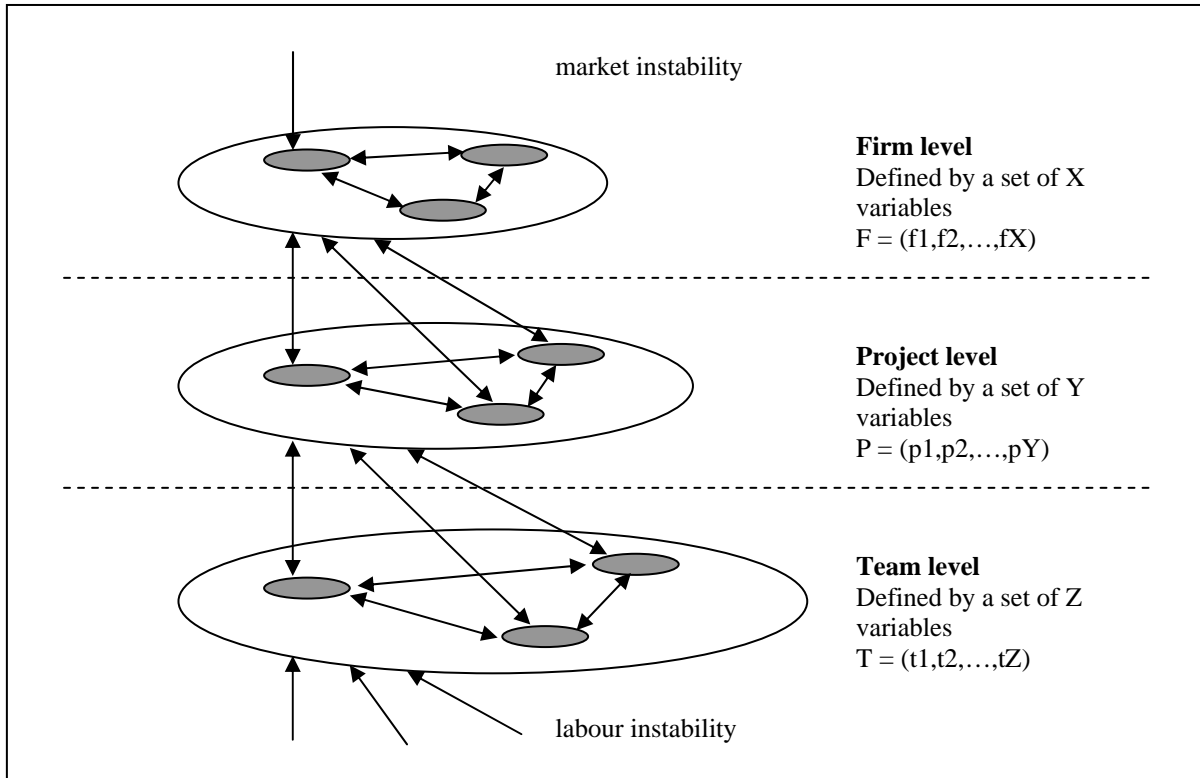 market instability
Firm level
Defined by a set of X
variables
F = (f1,f2,…,fX)
Project level
Defined by a set of Y
variables
P = (p1,p2,…,pY)
Team level
Defined by a set of Z
variables
T = (t1,t2,…,tZ)
labour instability